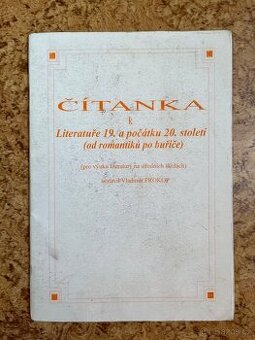 ČÍTANKA
k
Literatuře 19. a počátku 20. století
(od romantiků po buřiče)
(pro výuku literatury na středních školách)
sestavil Vladimír PROKOP